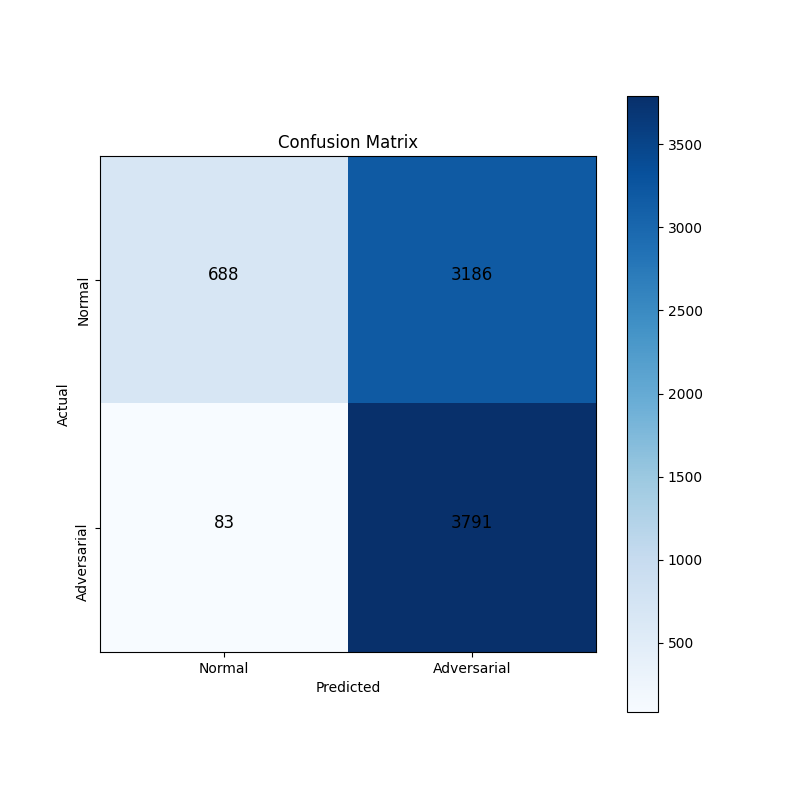 Confusion Matrix
Normal
688
3186
Actual
Adversarial
83
3791
Normal
Adversarial
Predicted
3500
3000
2500
2000
1500
1000
500